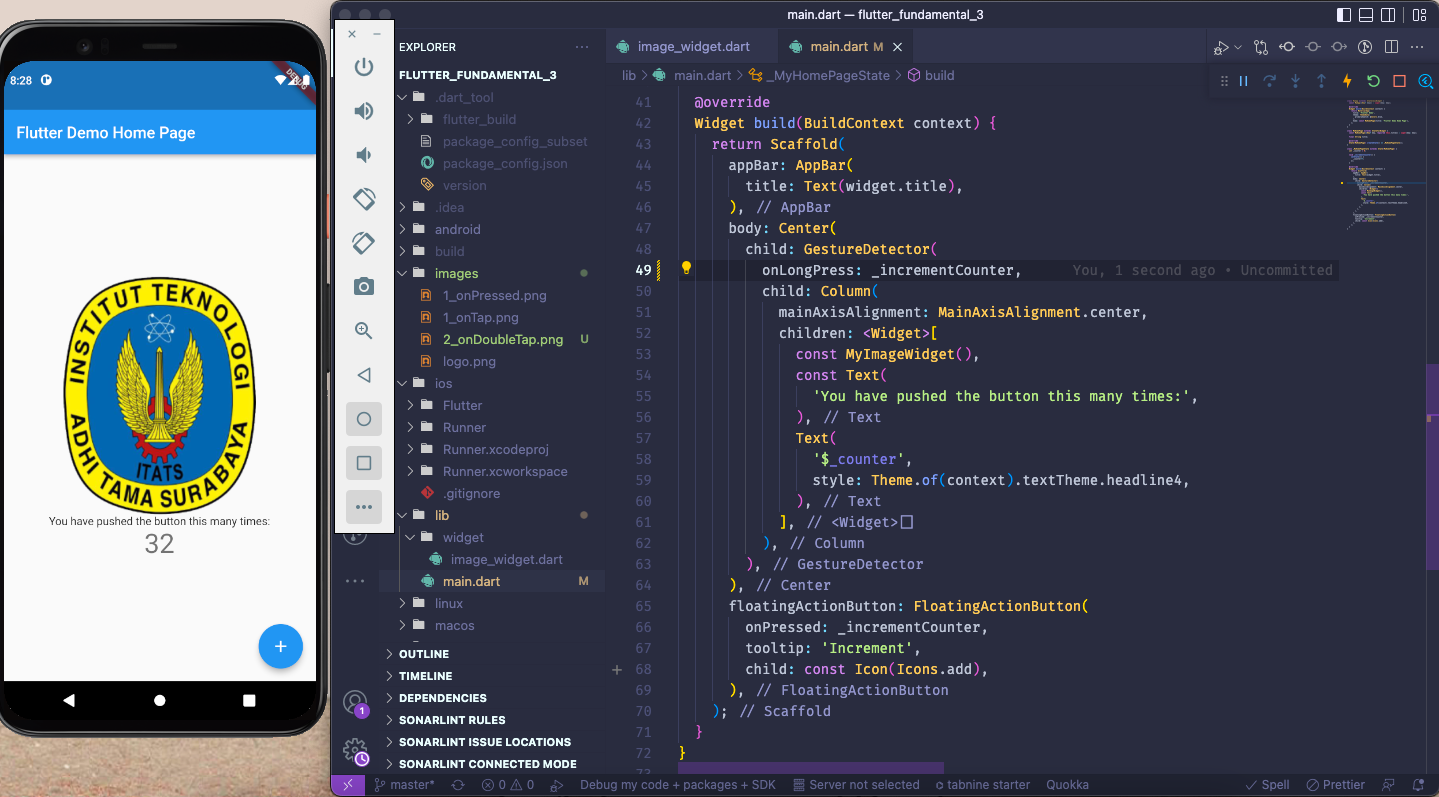 8:28
DEBUG
Flutter Demo Home Page
INSTITUT TEKNOLOGI
ADHI TAMA SURABAYA
ITATS
You have pushed the button this many times:
32
+
main.dart — flutter_fundamental_3
EXPLORER
FLUTTER_FUNDAMENTAL_3
.dart_tool
flutter_build
package_config_subset
package_config.json
version
.idea
android
build
images
1_onPressed.png
1_onTap.png
2_onDoubleTap.png U
logo.png
ios
Flutter
Runner
Runner.xcodeproj
Runner.xcworkspace
.gitignore
lib
widget
image_widget.dart
main.dart M
linux
macos
OUTLINE
TIMELINE
DEPENDENCIES
SONARLINT RULES
SONARLINT ISSUE LOCATIONS
SONARLINT CONNECTED MODE
1
image_widget.dart
main.dart M
lib > main.dart > _MyHomePageState > build
41 @override
42 Widget build(BuildContext context) {
43 return Scaffold(
44 appBar: AppBar(
45 title: Text(widget.title),
46 ), // AppBar
47 body: Center(
48 child: GestureDetector(
49 onLongPress: _incrementCounter, You, 1 second ago • Uncommitted
50 child: Column(
51 mainAxisAlignment: MainAxisAlignment.center,
52 children: <Widget>[
53 const MyImageWidget(),
54 const Text(
55 'You have pushed the button this many times:',
56 ), // Text
57 Text(
58 '$_counter',
59 style: Theme.of(context).textTheme.headline4,
60 ), // Text
61 ], // <Widget>[]
62 ), // Column
63 ), // GestureDetector
64 ), // Center
65 floatingActionButton: FloatingActionButton(
66 onPressed: _incrementCounter,
67 tooltip: 'Increment',
68 child: const Icon(Icons.add),
69 ), // FloatingActionButton
70 ); // Scaffold
71 }
72 }
73
master* 0 0 Debug my code + packages + SDK Server not selected tabnine starter Quokka Spell Prettier